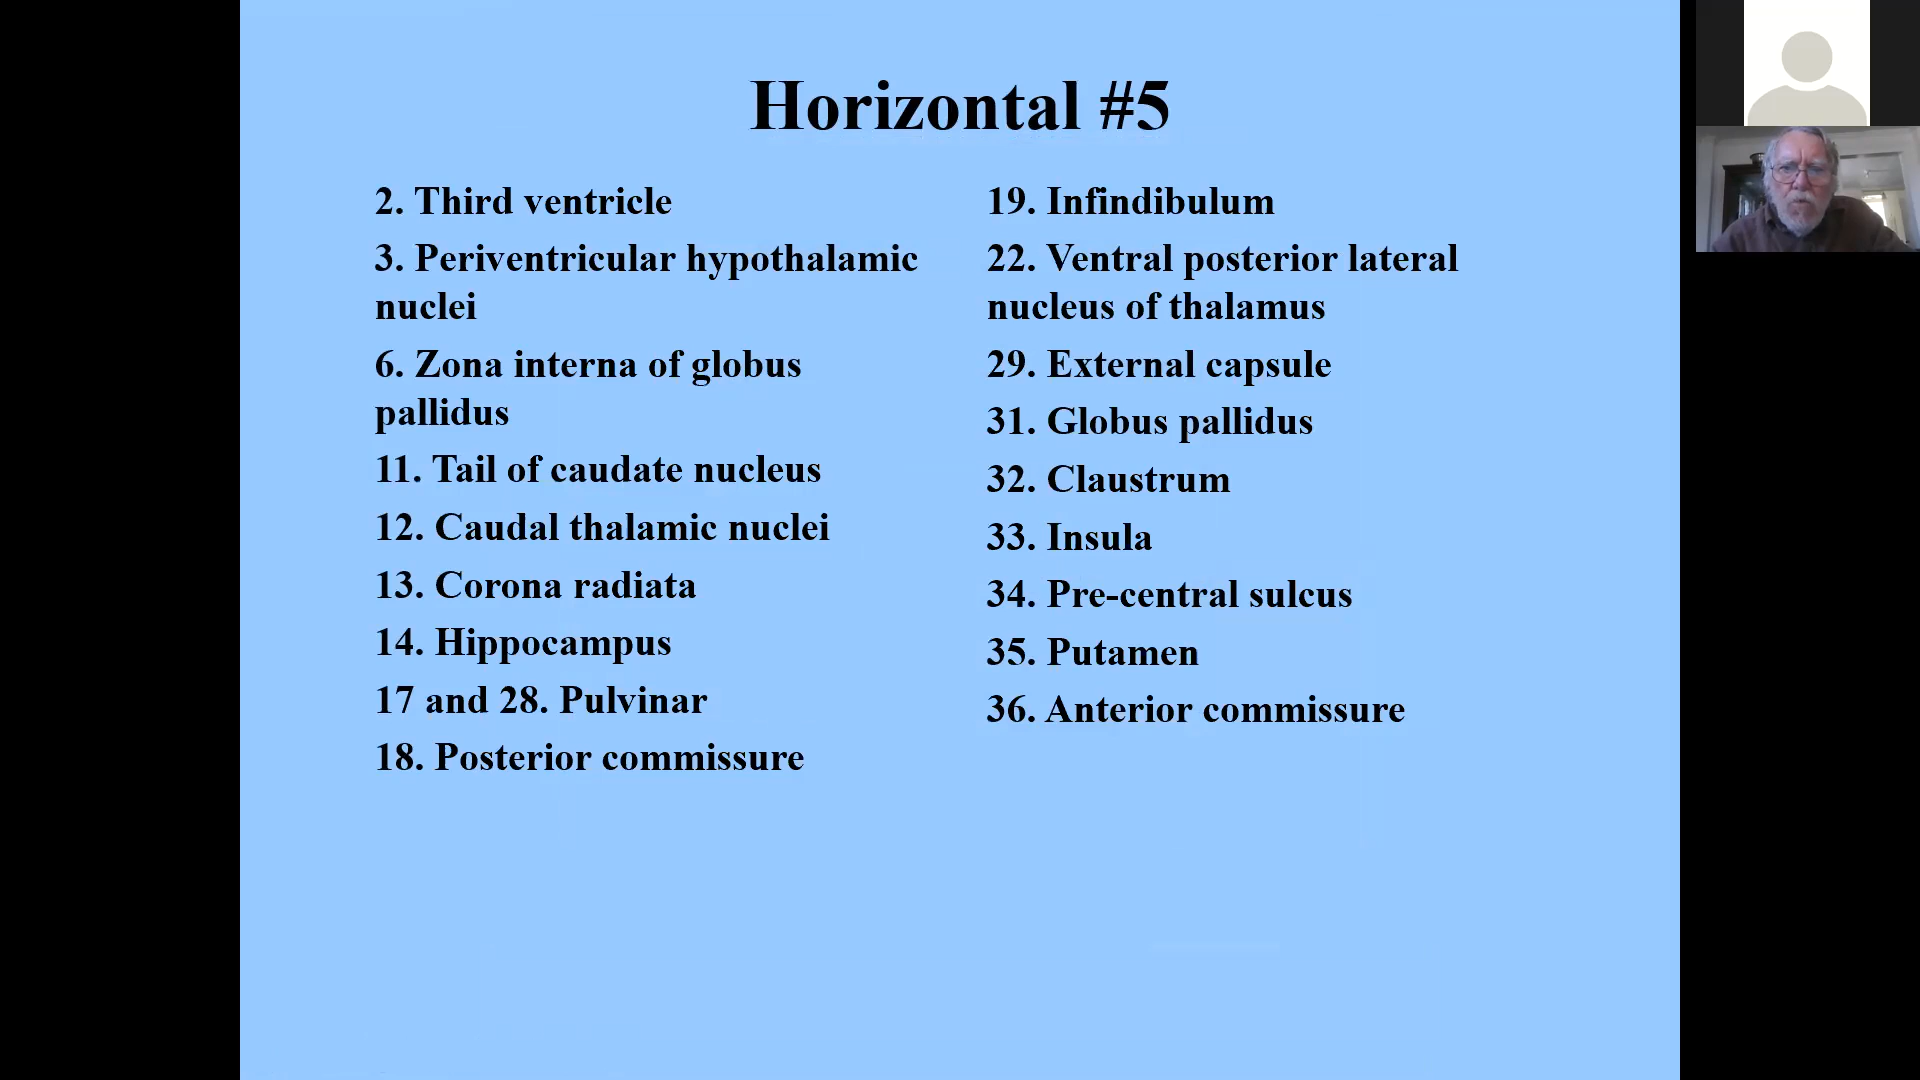 Horizontal #5
2. Third ventricle
3. Periventricular hypothalamic
nuclei
6. Zona interna of globus
pallidus
11. Tail of caudate nucleus
12. Caudal thalamic nuclei
13. Corona radiata
14. Hippocampus
17 and 28. Pulvinar
18. Posterior commissure
19. Infindibulum
22. Ventral posterior lateral
nucleus of thalamus
29. External capsule
31. Globus pallidus
32. Claustrum
33. Insula
34. Pre-central sulcus
35. Putamen
36. Anterior commissure